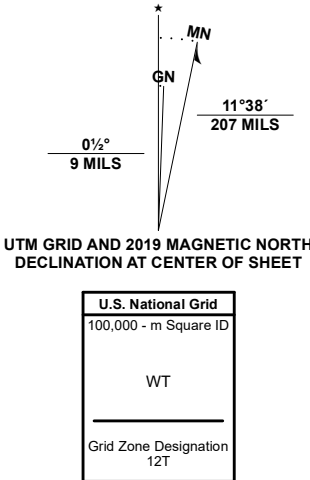 ★
MN
GN
11°38´
207 MILS
0½°
9 MILS
UTM GRID AND 2019 MAGNETIC NORTH
DECLINATION AT CENTER OF SHEET
U.S. National Grid
100,000 - m Square ID
WT
Grid Zone Designation
12T